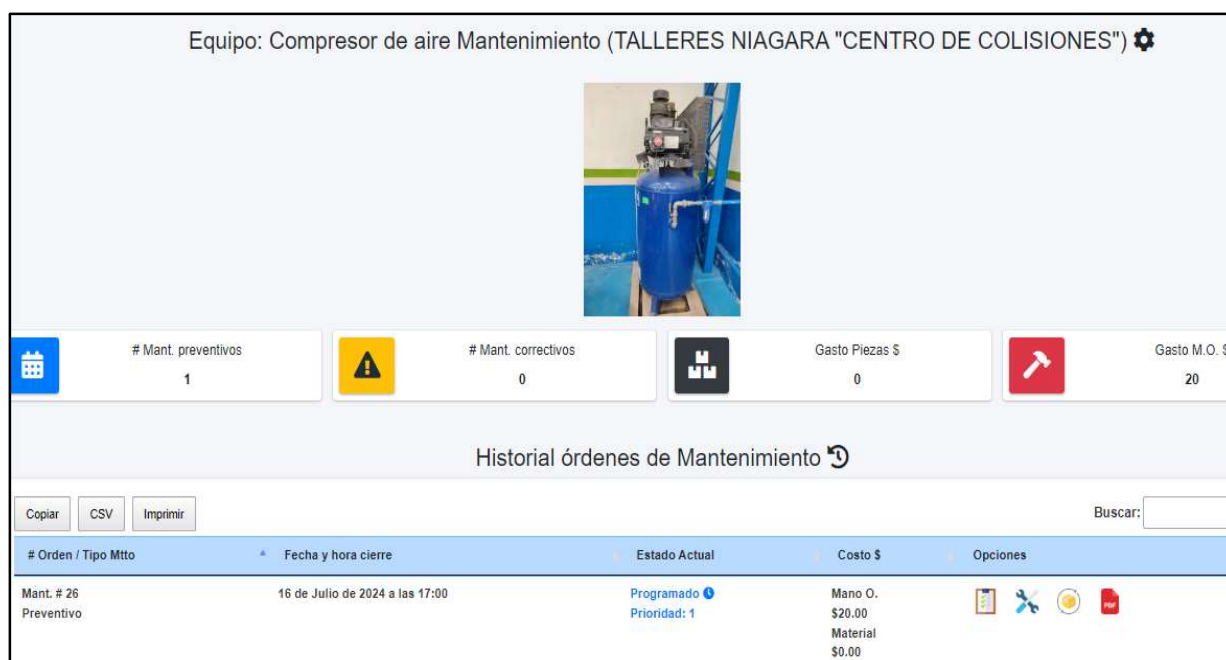 Equipo: Compresor de aire Mantenimiento (TALLERES NIAGARA "CENTRO DE COLISIONES")
# Mant. preventivos
1
# Mant. correctivos
0
Gasto Piezas $
0
Gasto M.O. $
20
Historial órdenes de Mantenimiento
Copiar CSV Imprimir Buscar:
# Orden / Tipo Mtto Fecha y hora cierre Estado Actual Costo $ Opciones
Mant. # 26 16 de Julio de 2024 a las 17:00 Programado Mano O.
Preventivo Prioridad: 1 $20.00
Material
$0.00
PDF